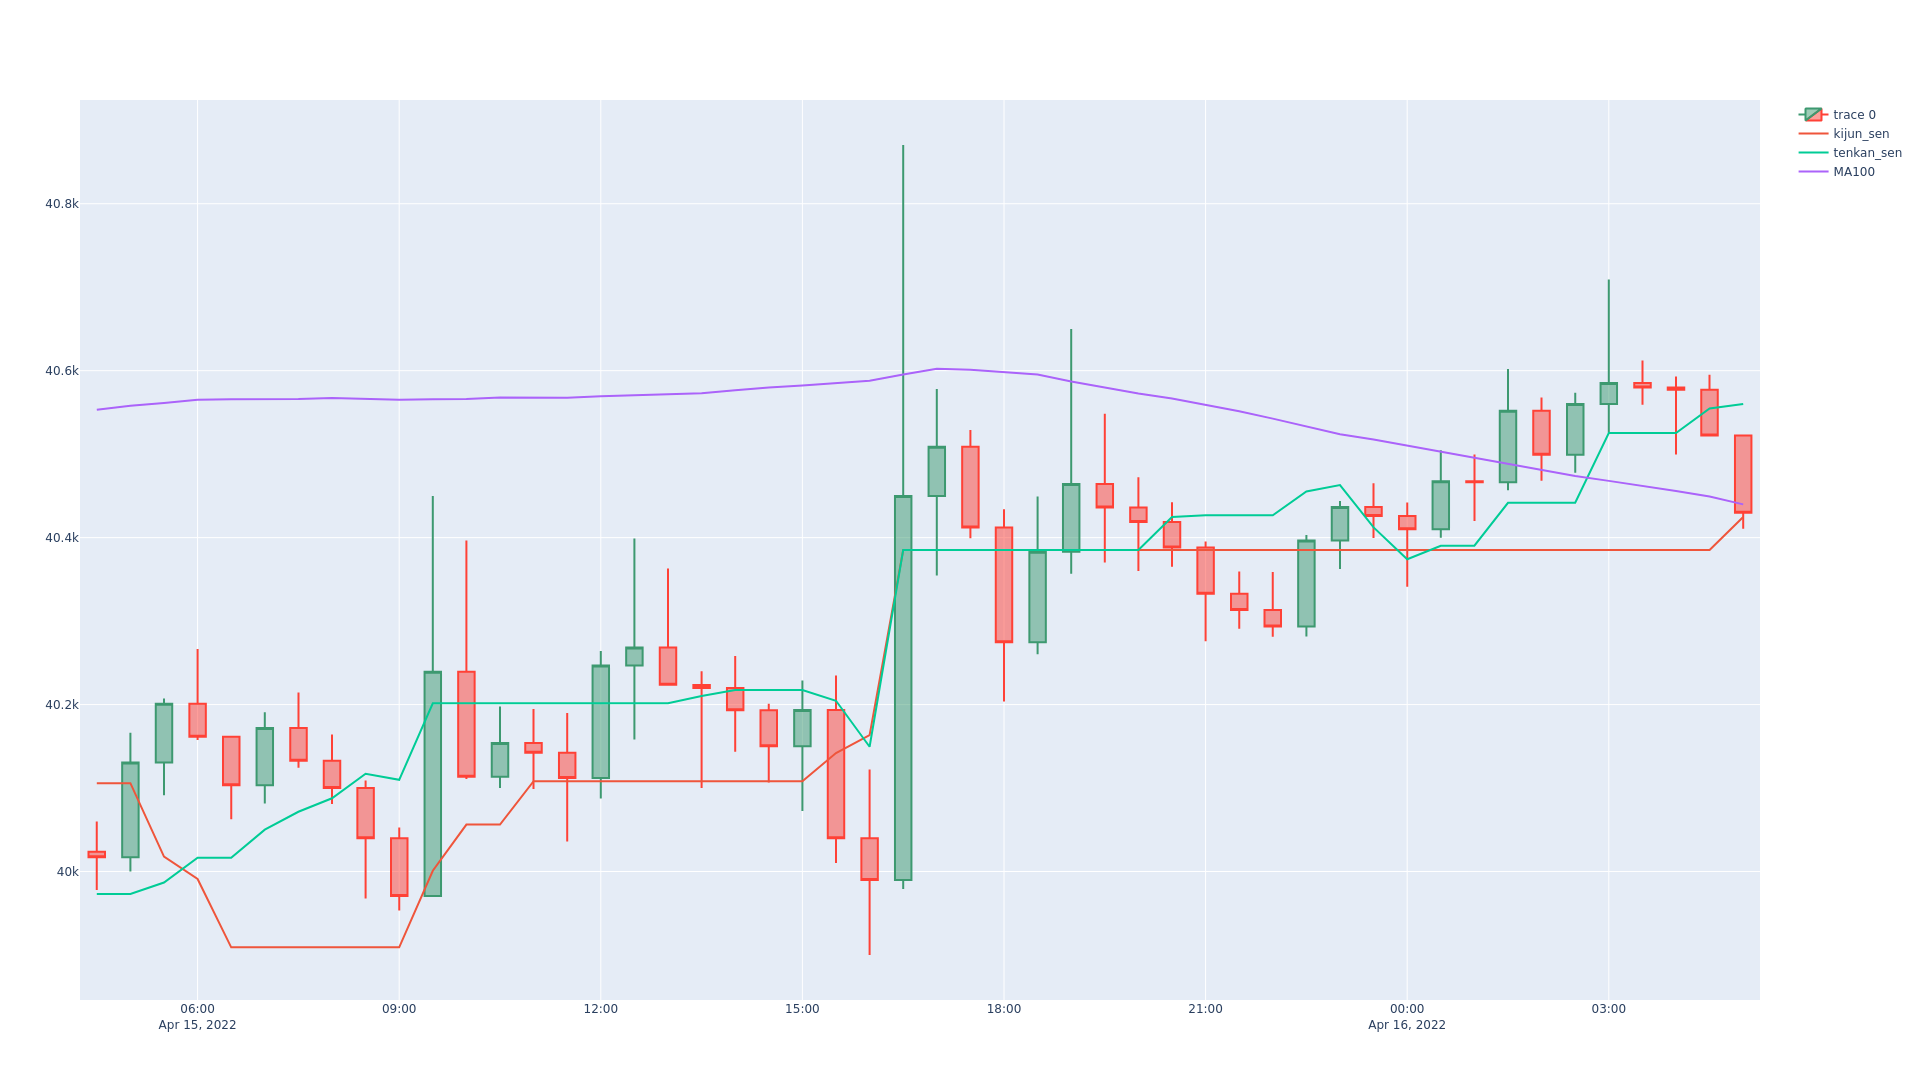 trace 0
kijun_sen
tenkan_sen
MA100
40.8k
40.6k
40.4k
40.2k
40k
06:00
Apr 15, 2022
09:00
12:00
15:00
18:00
21:00
00:00
Apr 16, 2022
03:00